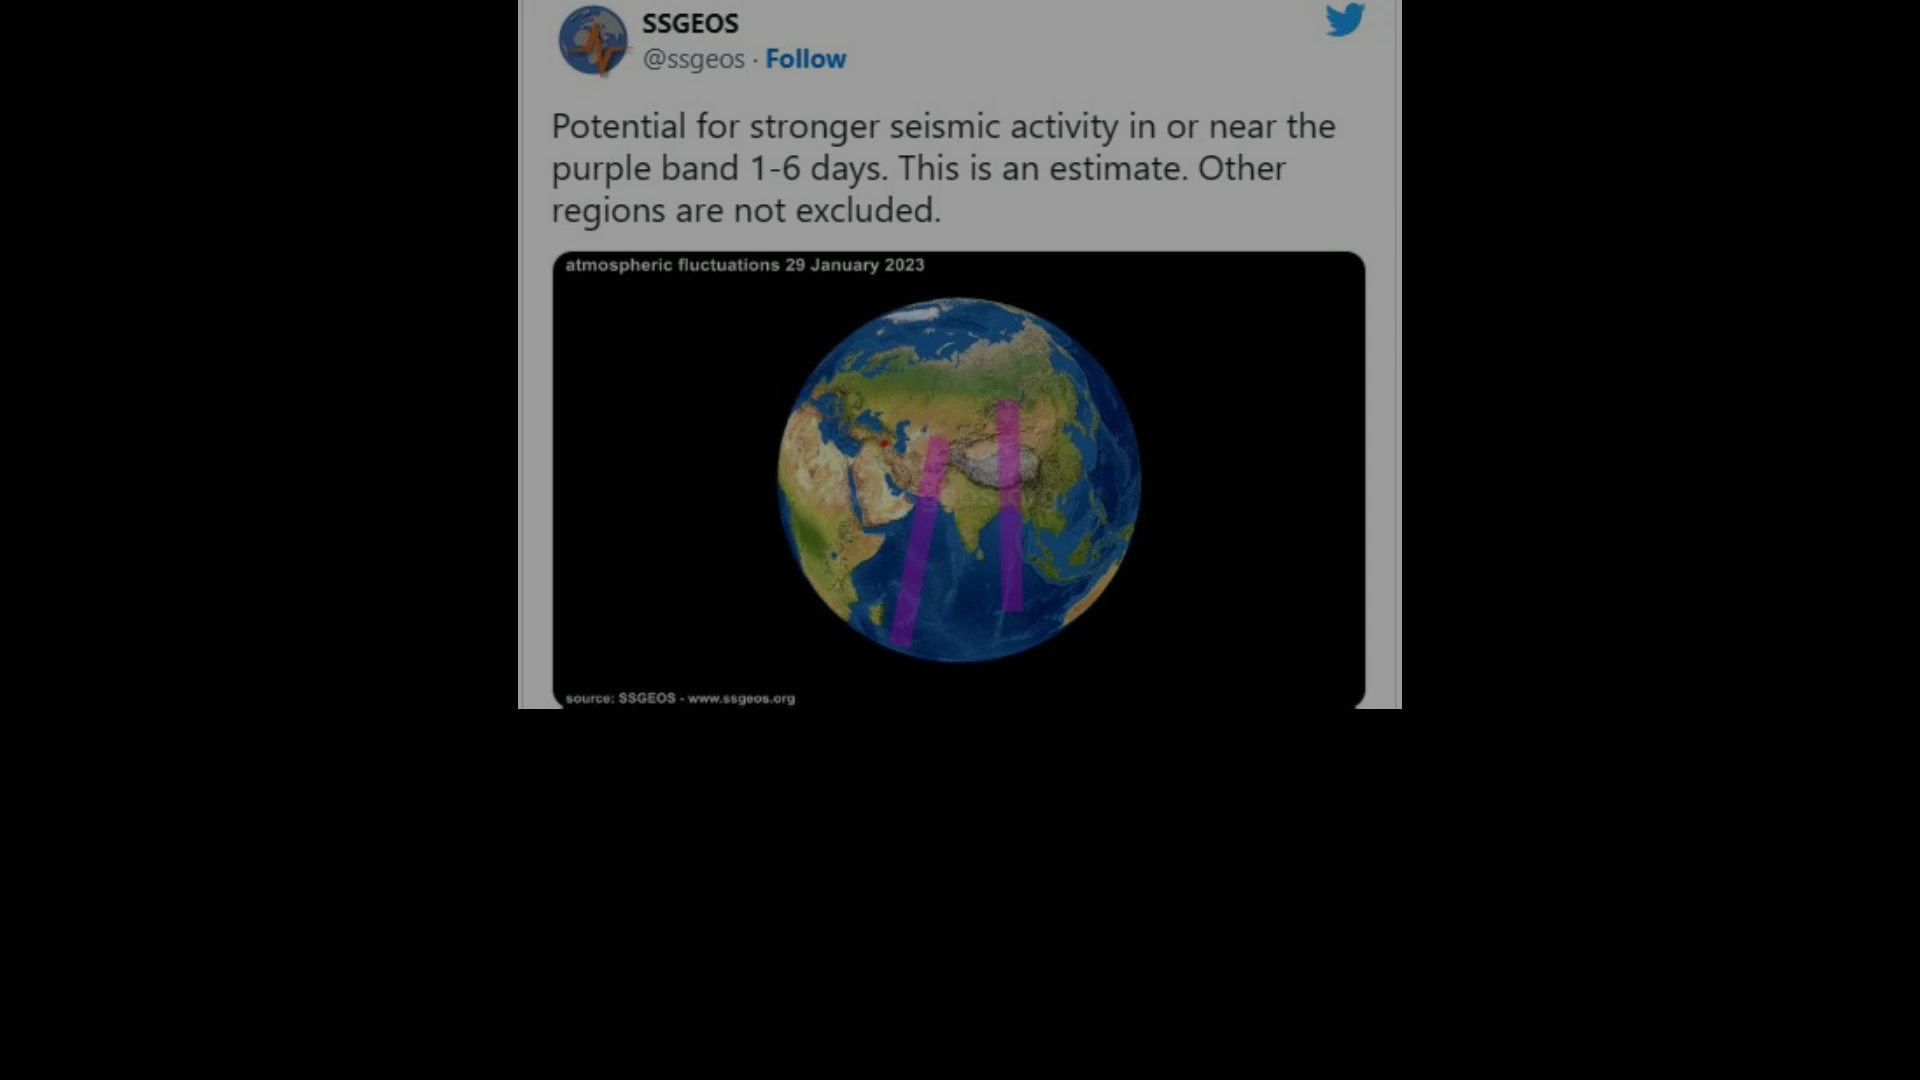 SSGEOS
@ssgeos · Follow
Potential for stronger seismic activity in or near the
purple band 1-6 days. This is an estimate. Other
regions are not excluded.
atmospheric fluctuations 29 January 2023
source: SSGEOS - www.ssgeos.org